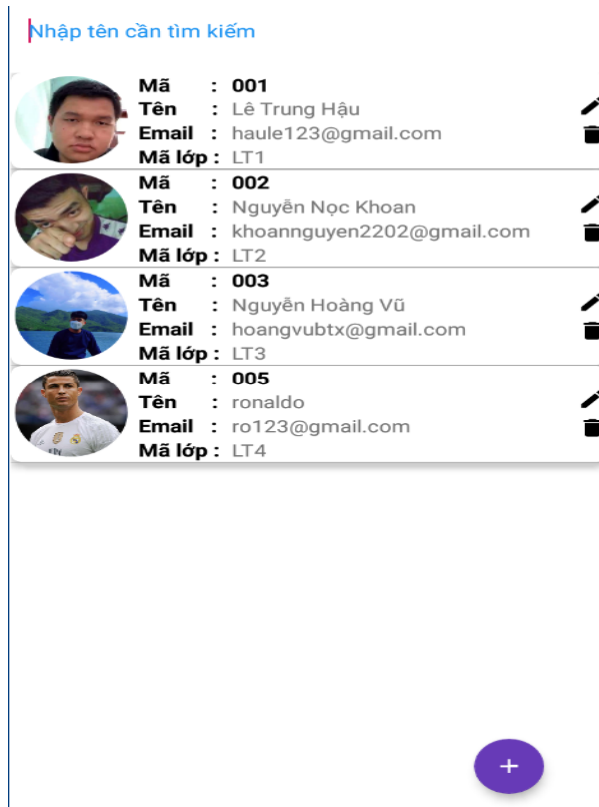 Nhập tên cần tìm kiếm
Mã : 001
Tên : Lê Trung Hậu
Email : haule123@gmail.com
Mã lớp : LT1
Mã : 002
Tên : Nguyễn Nọc Khoan
Email : khoannguyen2202@gmail.com
Mã lớp : LT2
Mã : 003
Tên : Nguyễn Hoàng Vũ
Email : hoangvubtx@gmail.com
Mã lớp : LT3
Mã : 005
Tên : ronaldo
Email : ro123@gmail.com
Mã lớp : LT4